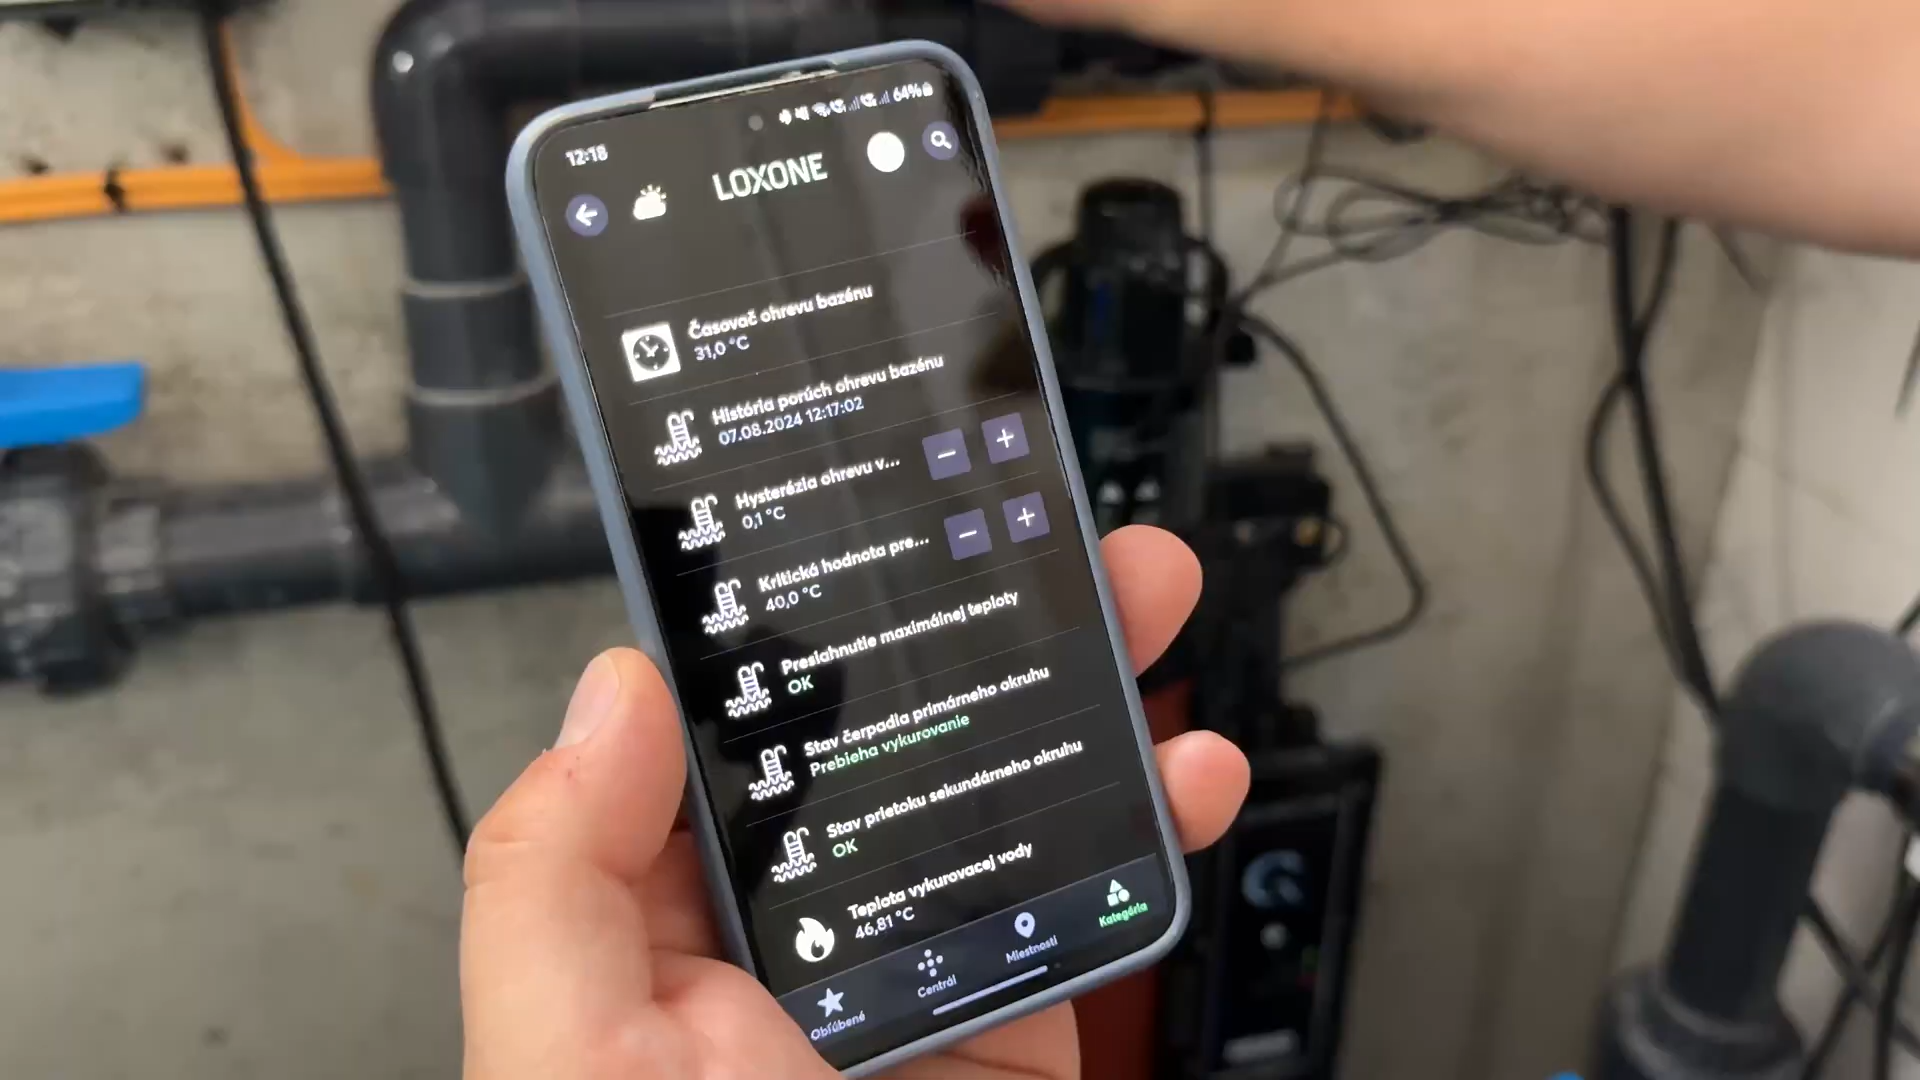 12:18
64%
LOXONE
Časovač ohrevu bazénu
31,0 °C
História porúch ohrevu bazénu
07.08.2024 12:17:02
Hysterézia ohrevu v...
0,1 °C
Kritická hodnota pre...
40,0 °C
Presiahnutie maximálnej teploty
OK
Stav čerpadla primárneho okruhu
Prebieha vykurovanie
Stav prietoku sekundárneho okruhu
OK
Teplota vykurovacej vody
46,81 °C
Obľúbené
Centrál
Miestnosti
Kategória